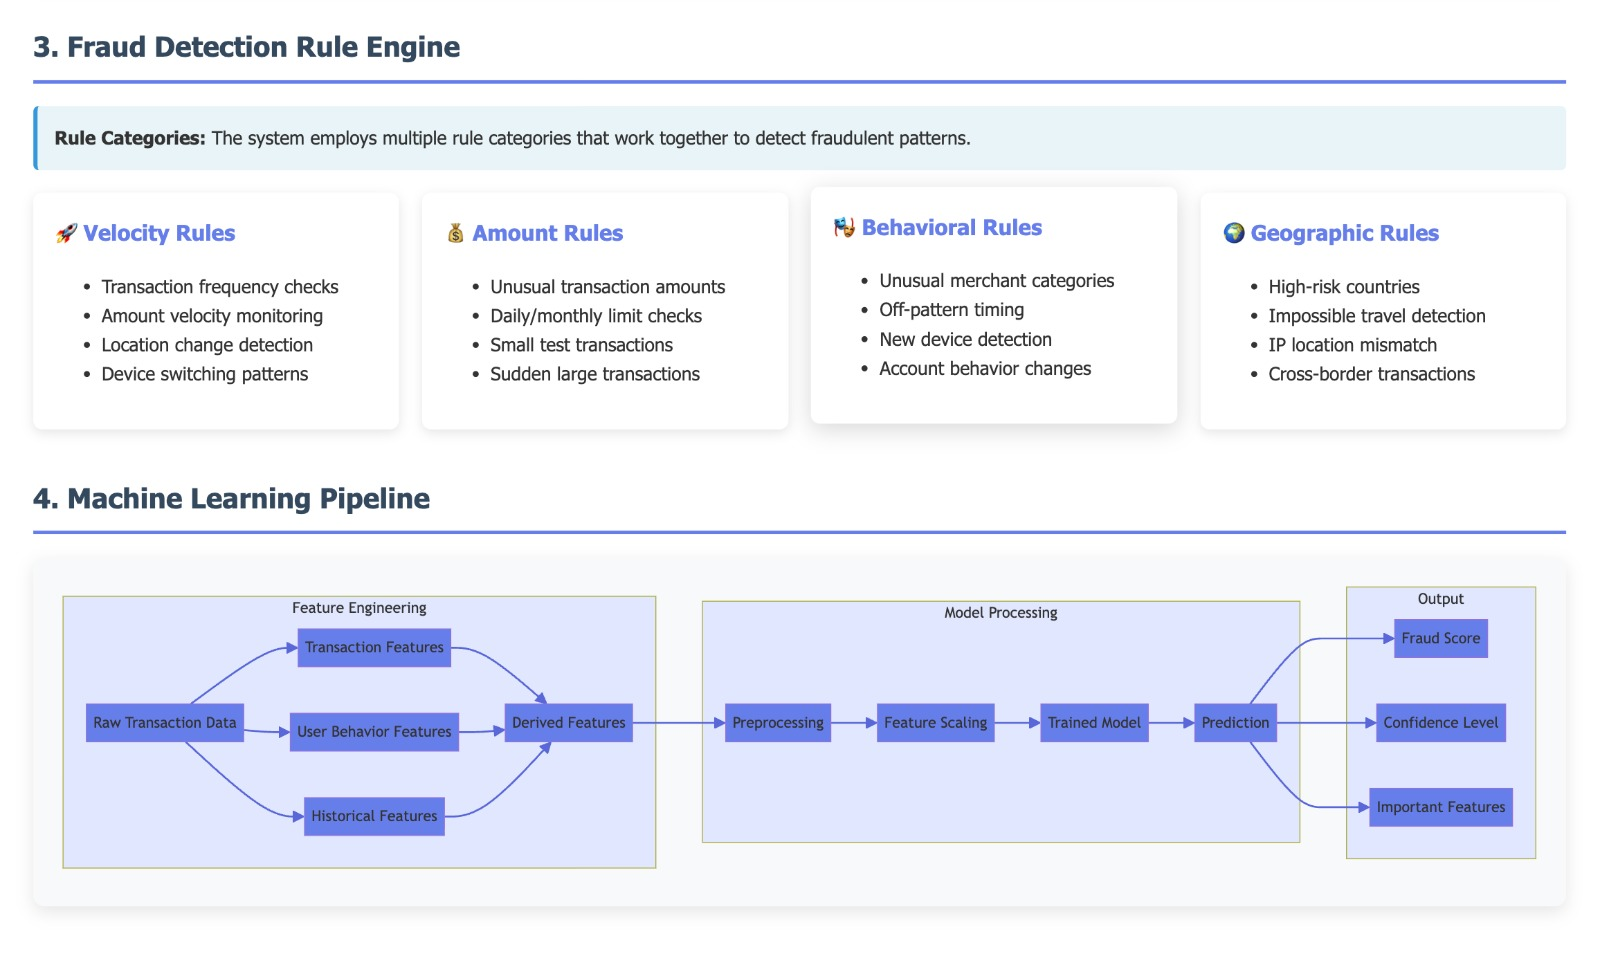 3. Fraud Detection Rule Engine
Rule Categories: The system employs multiple rule categories that work together to detect fraudulent patterns.
🚀 Velocity Rules
• Transaction frequency checks
• Amount velocity monitoring
• Location change detection
• Device switching patterns
💰 Amount Rules
• Unusual transaction amounts
• Daily/monthly limit checks
• Small test transactions
• Sudden large transactions
🎭 Behavioral Rules
• Unusual merchant categories
• Off-pattern timing
• New device detection
• Account behavior changes
🌍 Geographic Rules
• High-risk countries
• Impossible travel detection
• IP location mismatch
• Cross-border transactions
4. Machine Learning Pipeline
Feature Engineering
Raw Transaction Data
Transaction Features
User Behavior Features
Historical Features
Derived Features
Model Processing
Preprocessing
Feature Scaling
Trained Model
Prediction
Output
Fraud Score
Confidence Level
Important Features